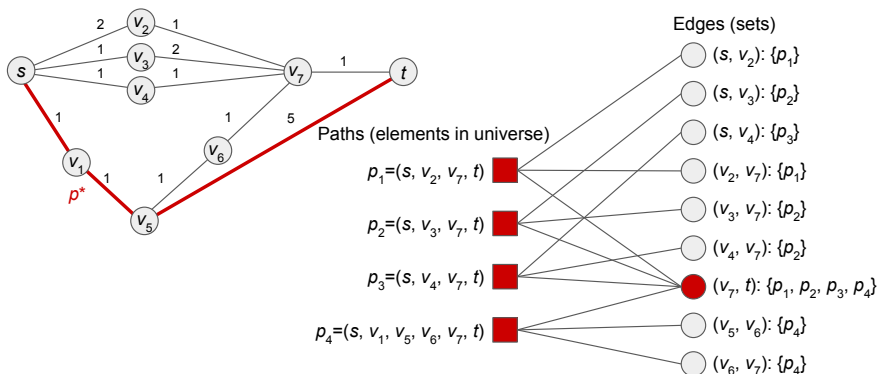 s
v2
v3
v4
v7
t
v1
v5
v6
2
1
1
2
1
1
1
1
1
1
1
5
p*
Paths (elements in universe)
p1=(s, v2, v7, t)
p2=(s, v3, v7, t)
p3=(s, v4, v7, t)
p4=(s, v1, v5, v6, v7, t)
Edges (sets)
(s, v2): {p1}
(s, v3): {p2}
(s, v4): {p3}
(v2, v7): {p1}
(v3, v7): {p2}
(v4, v7): {p2}
(v7, t): {p1, p2, p3, p4}
(v5, v6): {p4}
(v6, v7): {p4}